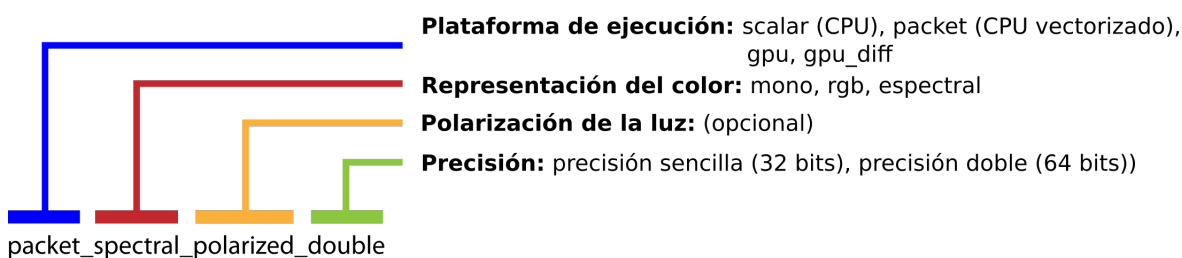 Plataforma de ejecución: scalar (CPU), packet (CPU vectorizado),
gpu, gpu_diff
Representación del color: mono, rgb, espectral
Polarización de la luz: (opcional)
Precisión: precisión sencilla (32 bits), precisión doble (64 bits))
packet_spectral_polarized_double